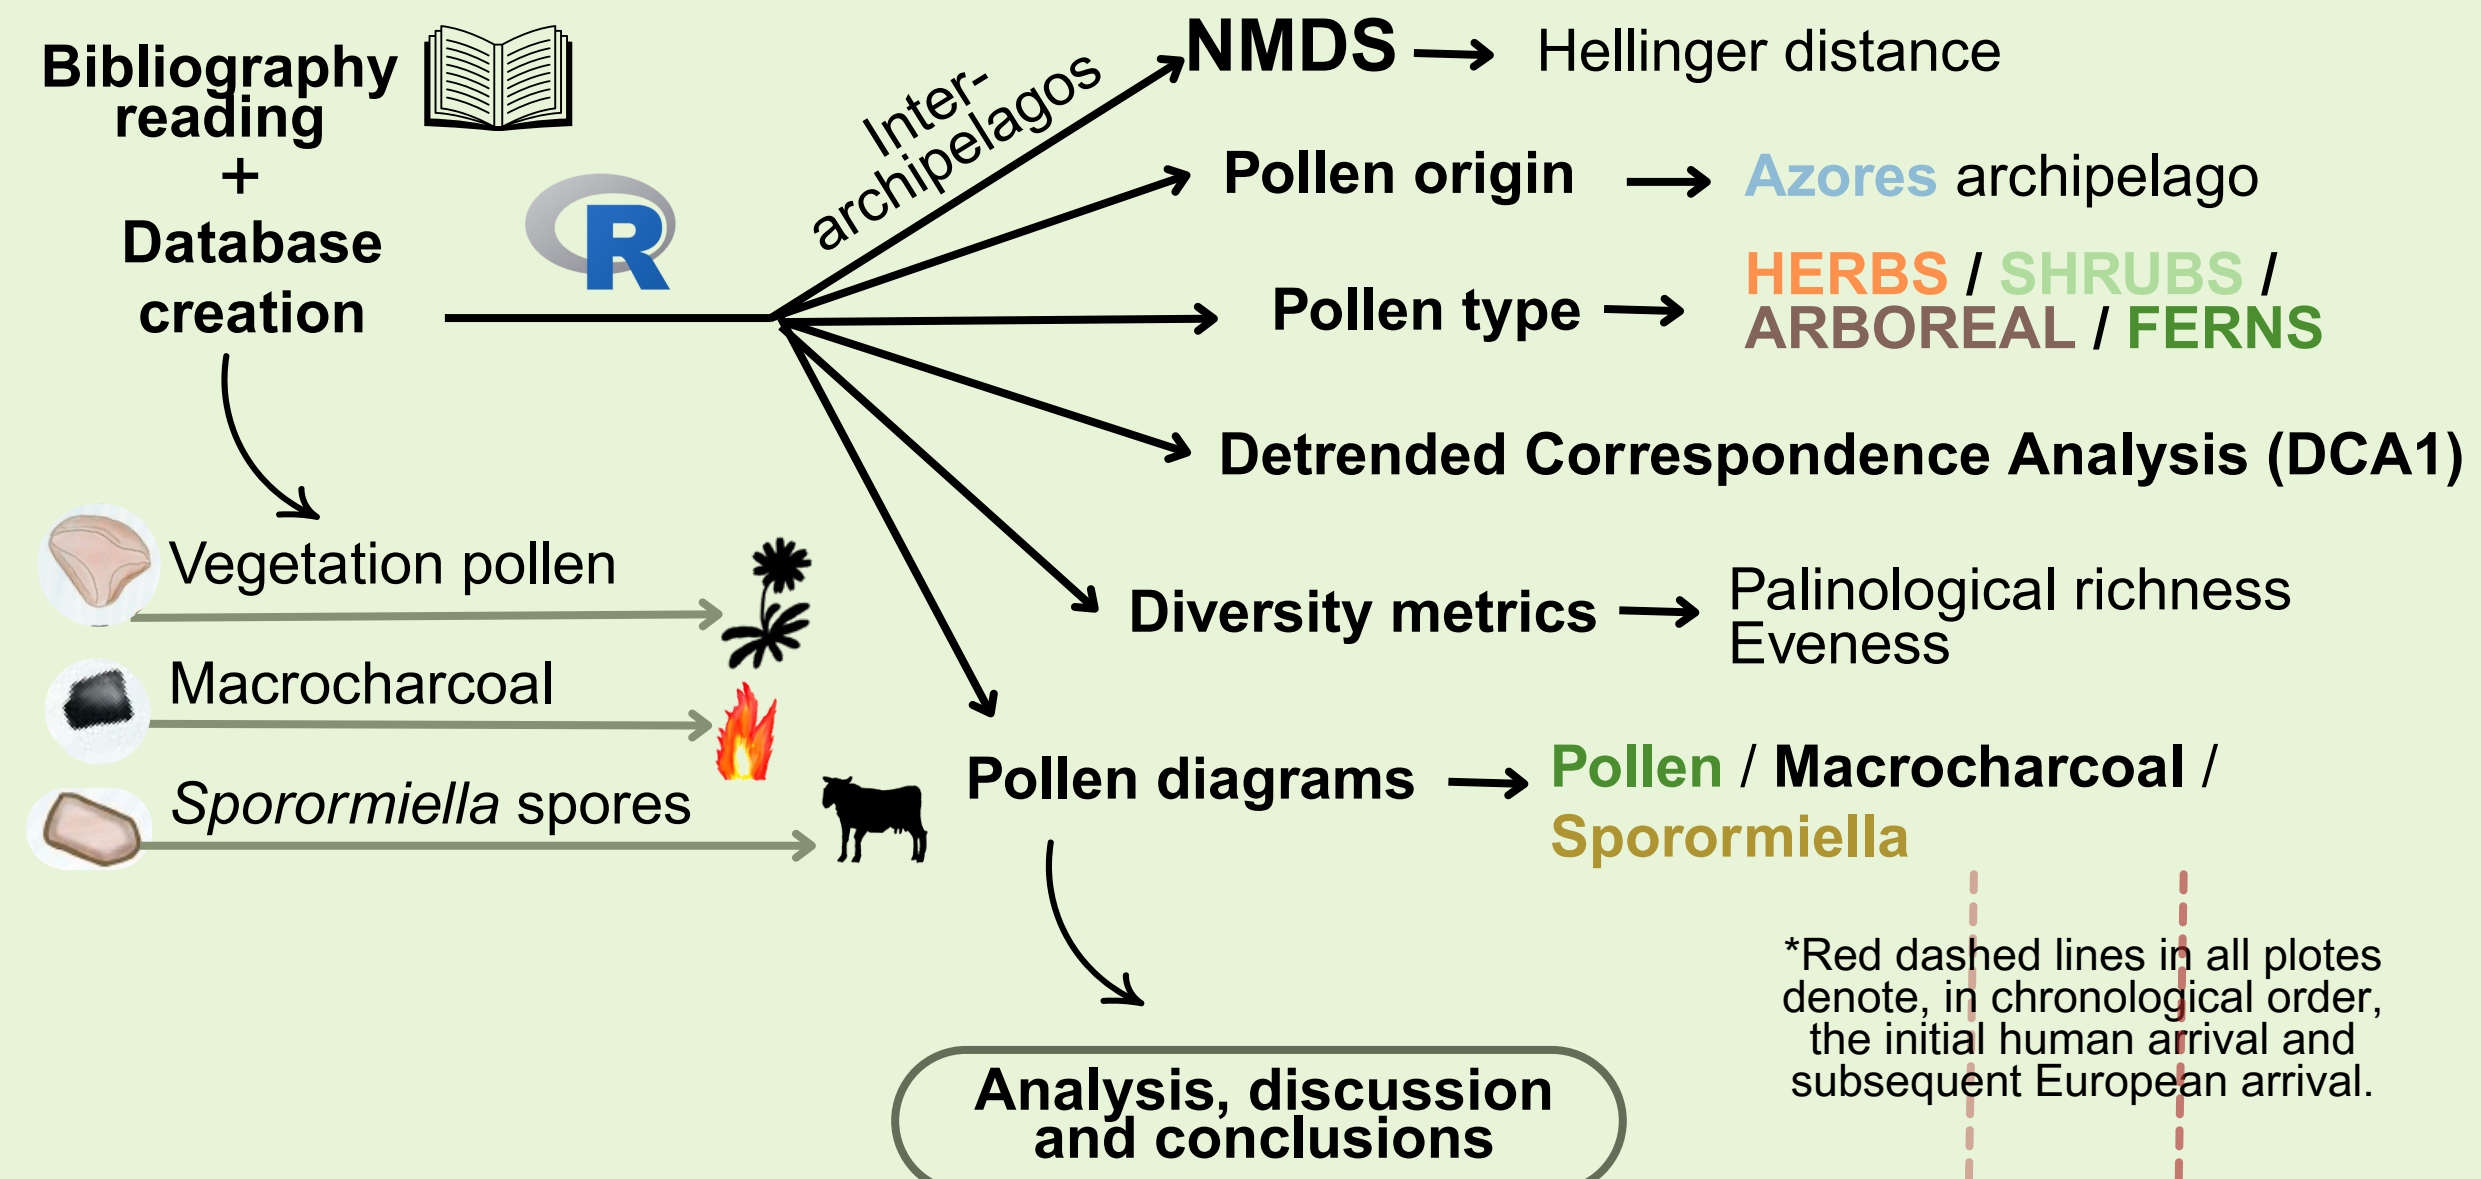 Bibliography
reading
+
Database
creation
R
Inter-
archipelagos
NMDS
Hellinger distance
Pollen origin
Azores archipelago
Pollen type
HERBS / SHRUBS /
ARBOREAL / FERNS
Detrended Correspondence Analysis (DCA1)
Vegetation pollen
Macrocharcoal
Sporormiella spores
Diversity metrics
Palinological richness
Eveness
Pollen diagrams
Pollen / Macrocharcoal /
Sporormiella
*Red dashed lines in all plotes
denote, in chronological order,
the initial human arrival and
subsequent European arrival.
Analysis, discussion
and conclusions